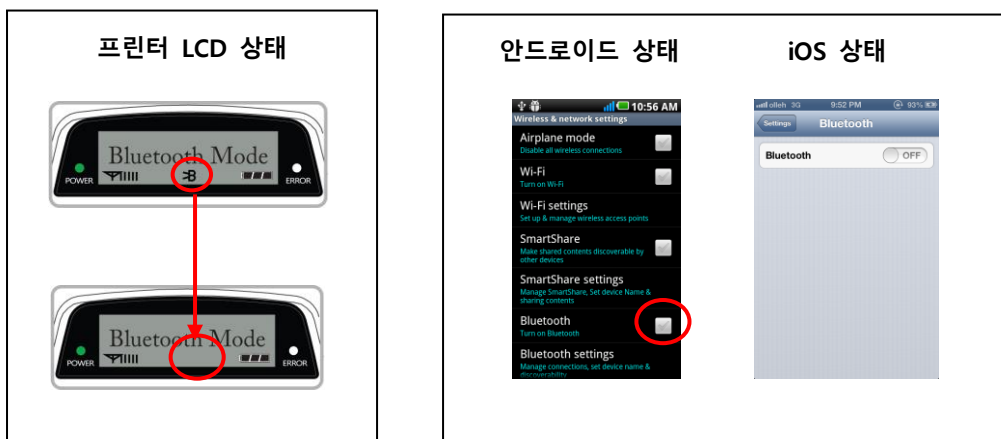 프린터 LCD 상태
Bluetooth Mode
POWER
ERROR
Bluetooth Mode
POWER
ERROR
안드로이드 상태
10:56 AM
Wireless & network settings
Airplane mode
Disable all wireless connections
Wi-Fi
Turn on Wi-Fi
Wi-Fi settings
Set up & manage wireless access points
SmartShare
Make shared contents discoverable by
other devices
SmartShare settings
Manage SmartShare, Set device Name &
sharing contents
Bluetooth
Turn on Bluetooth
Bluetooth settings
Manage connections, set device name &
discoverability
iOS 상태
olleh 3G 9:52 PM 93%
Settings Bluetooth
Bluetooth OFF